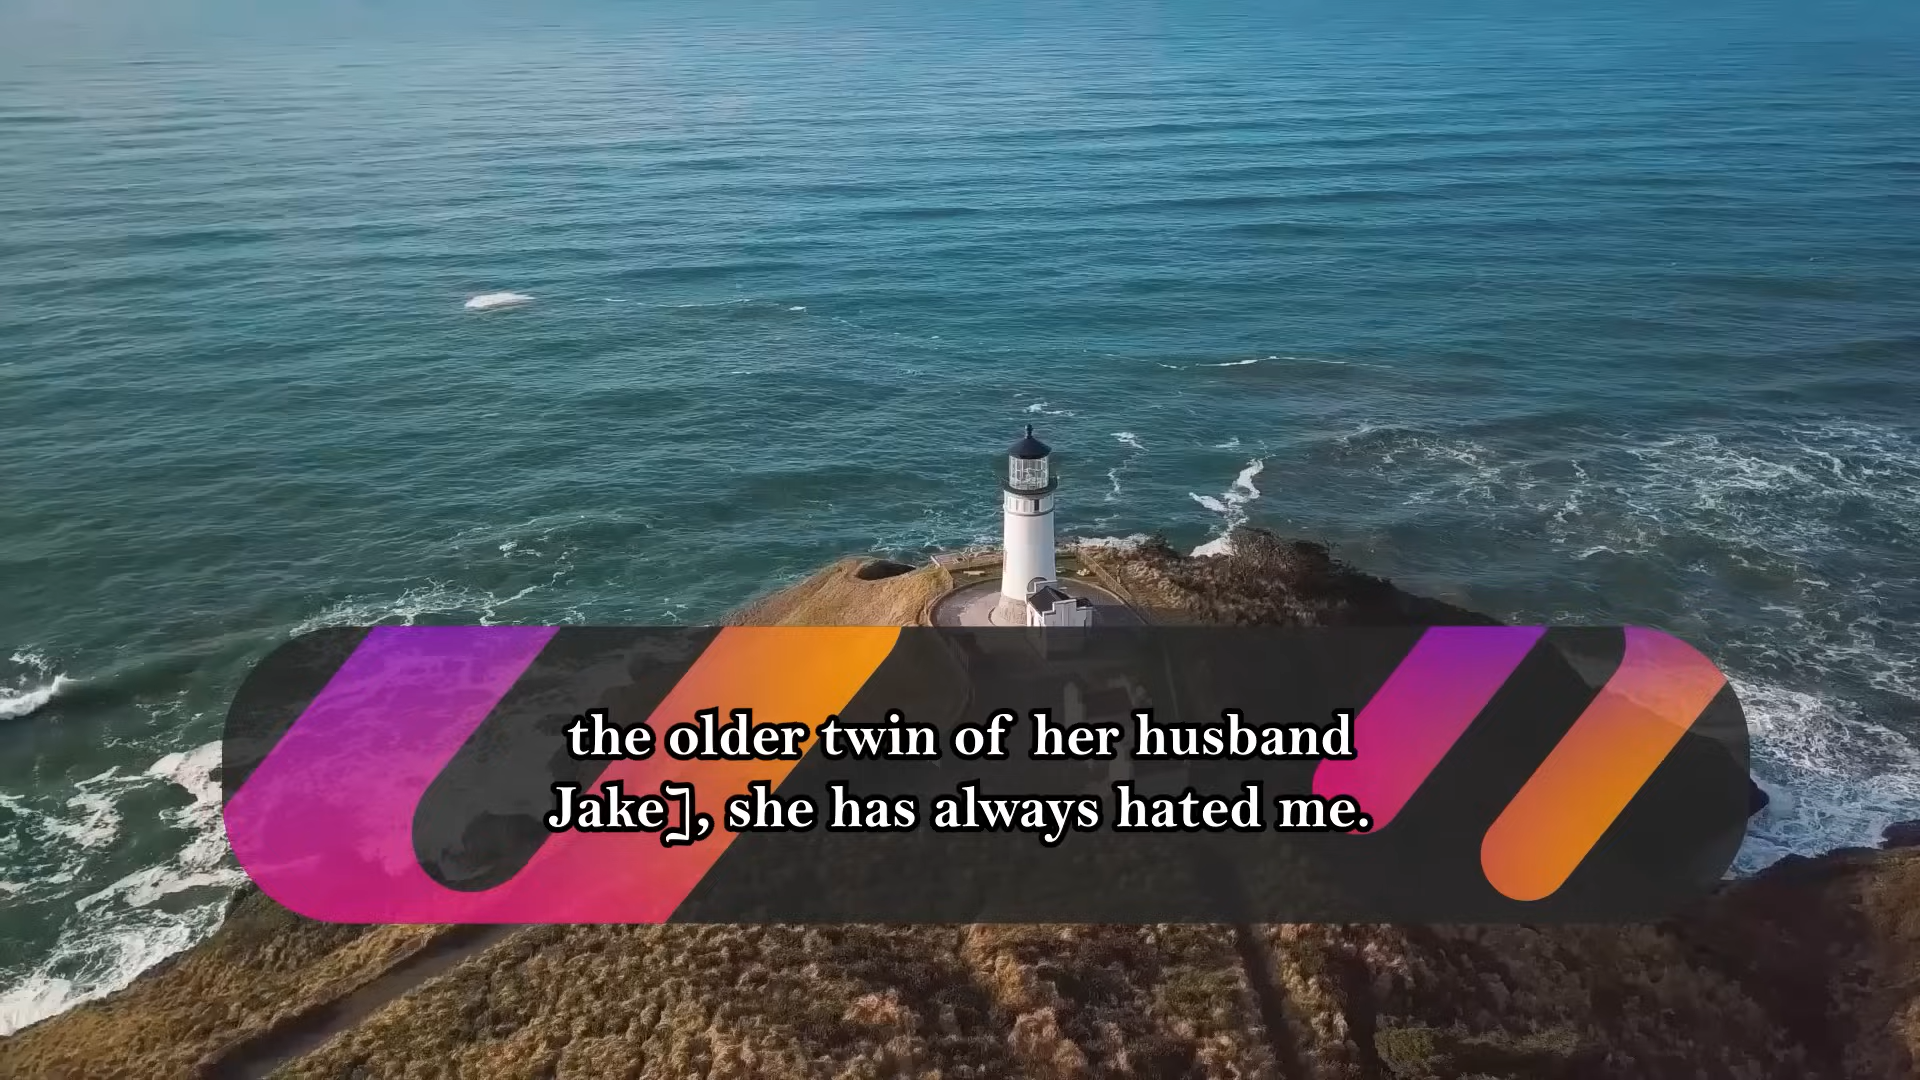 the older twin of her husband
Jake], she has always hated me.